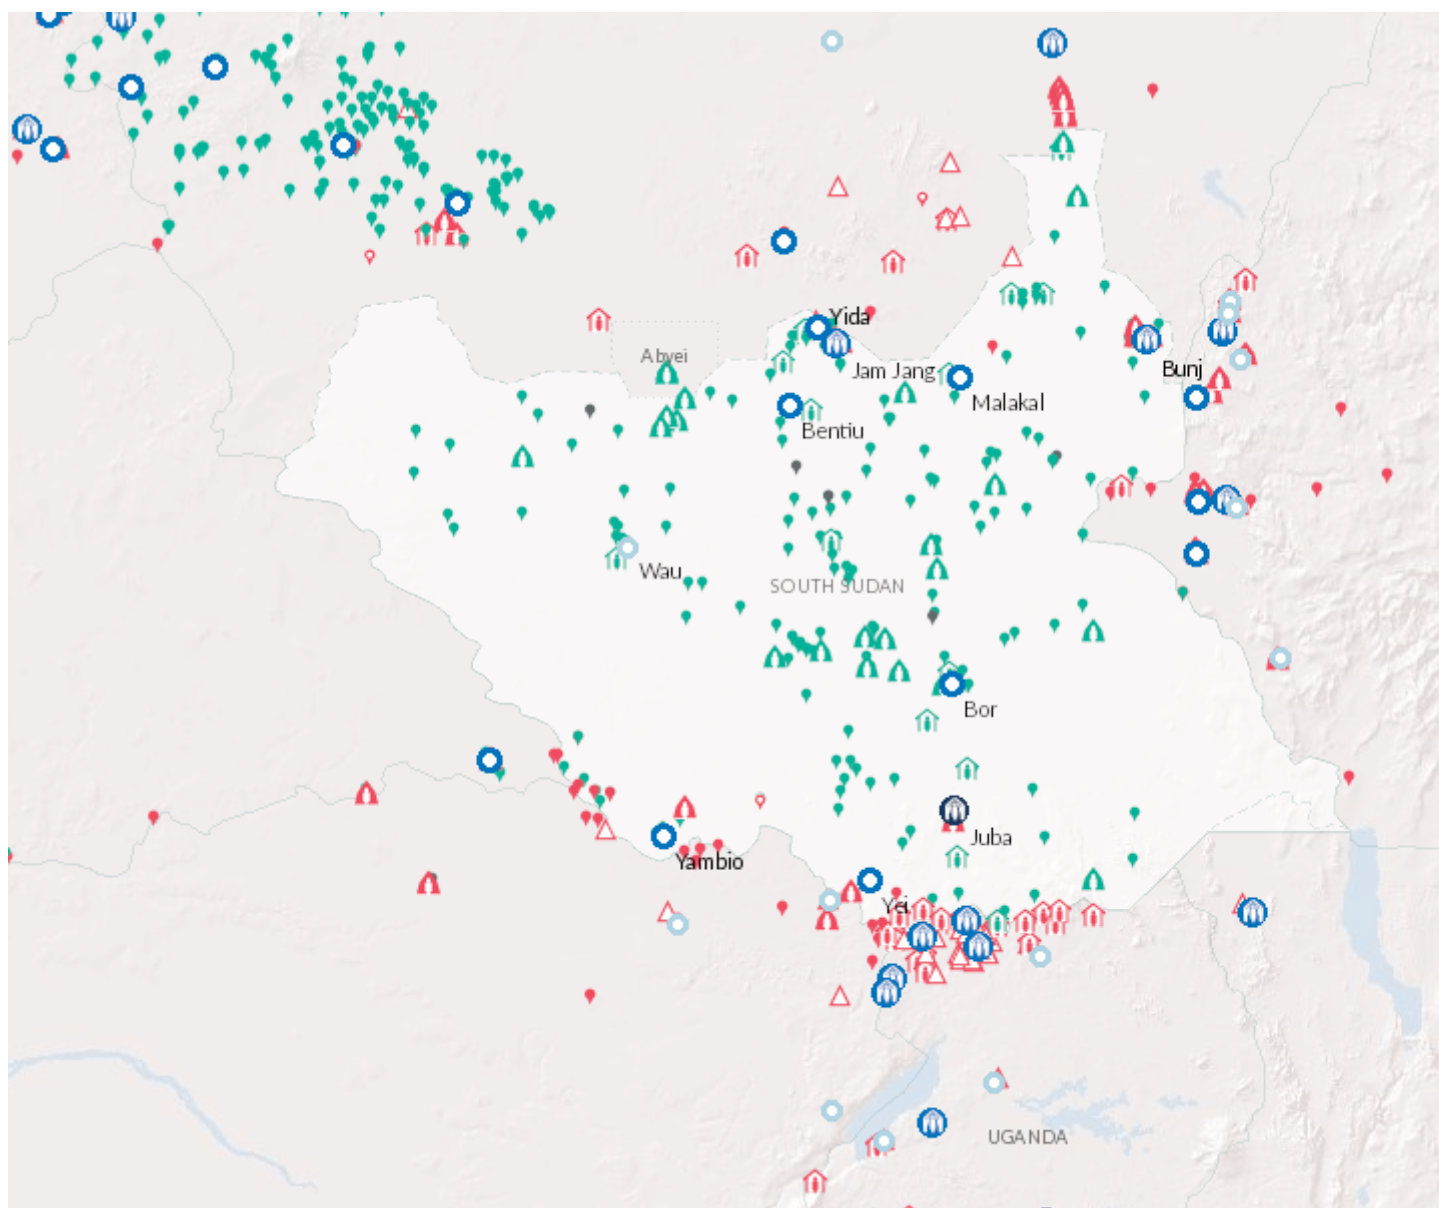 Yida
Abyei
Jam Jang
Bunj
Malakal
Bentiu
Wau
SOUTH SUDAN
Bor
Juba
Yambio
Yei
UGANDA